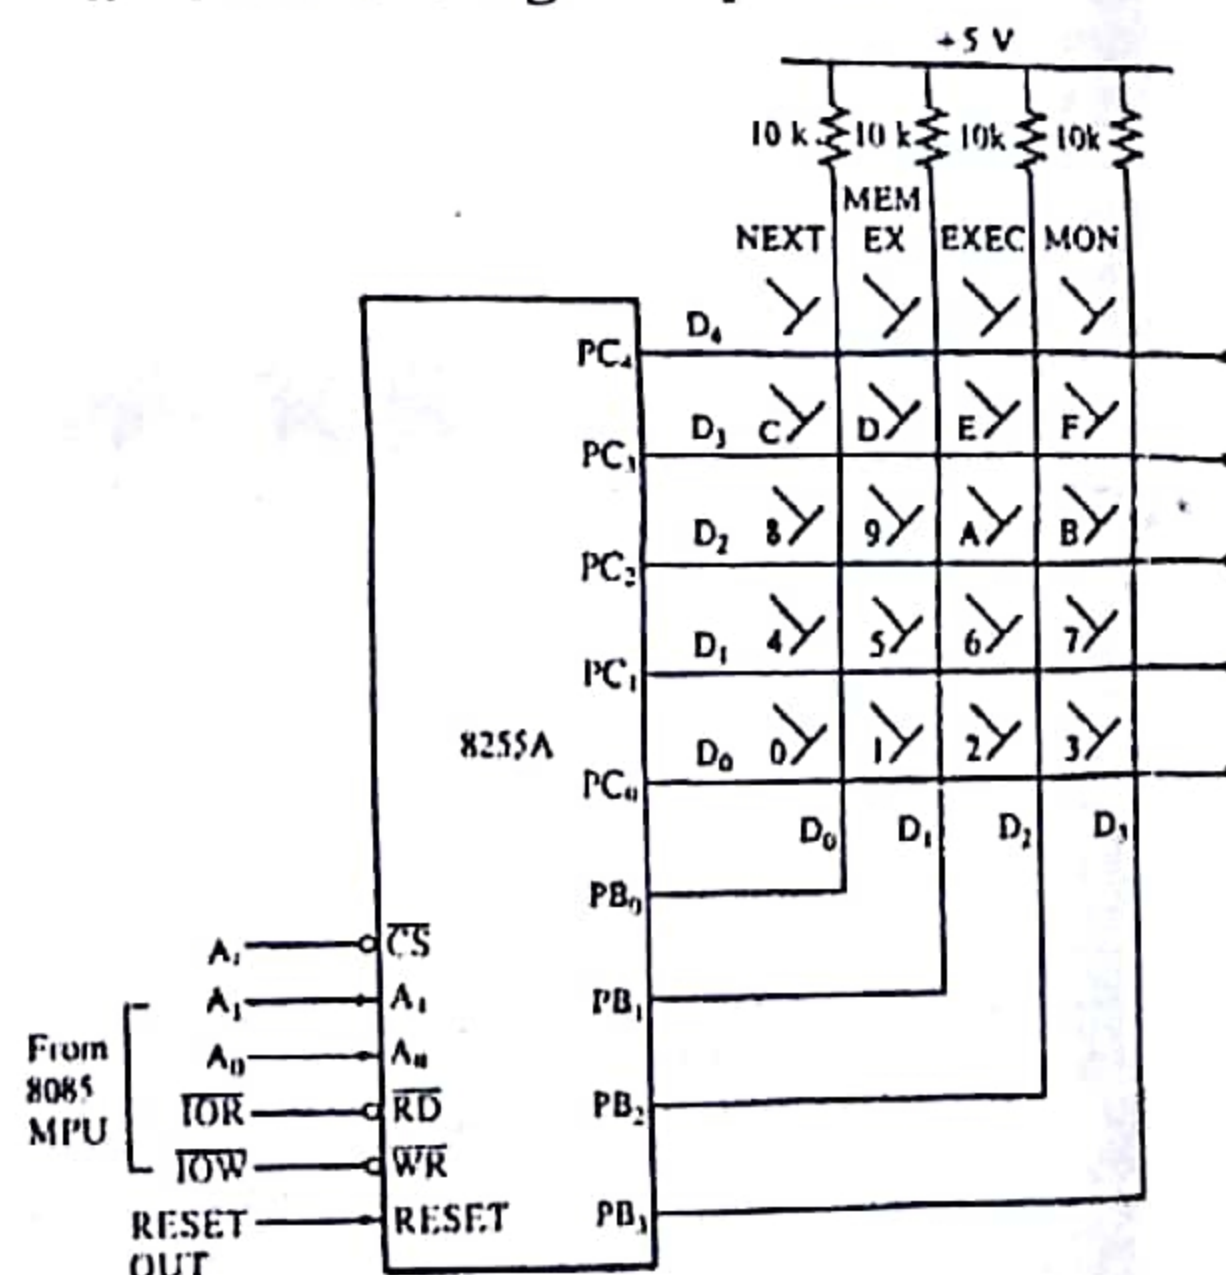 +5 V
10 k 10 k 10k 10k
MEM
NEXT EX EXEC MON
D4
PC4
D3 C D E F
PC3
D2 8 9 A B
PC2
D1 4 5 6 7
PC1
8255A
D0 0 1 2 3
PC0
D0 D1 D2 D3
PB0
CS
A1 A1
PB1
From
8085
MPU
A0 A0
IOR RD
PB2
IOW WR
RESET
OUT
RESET
PB3